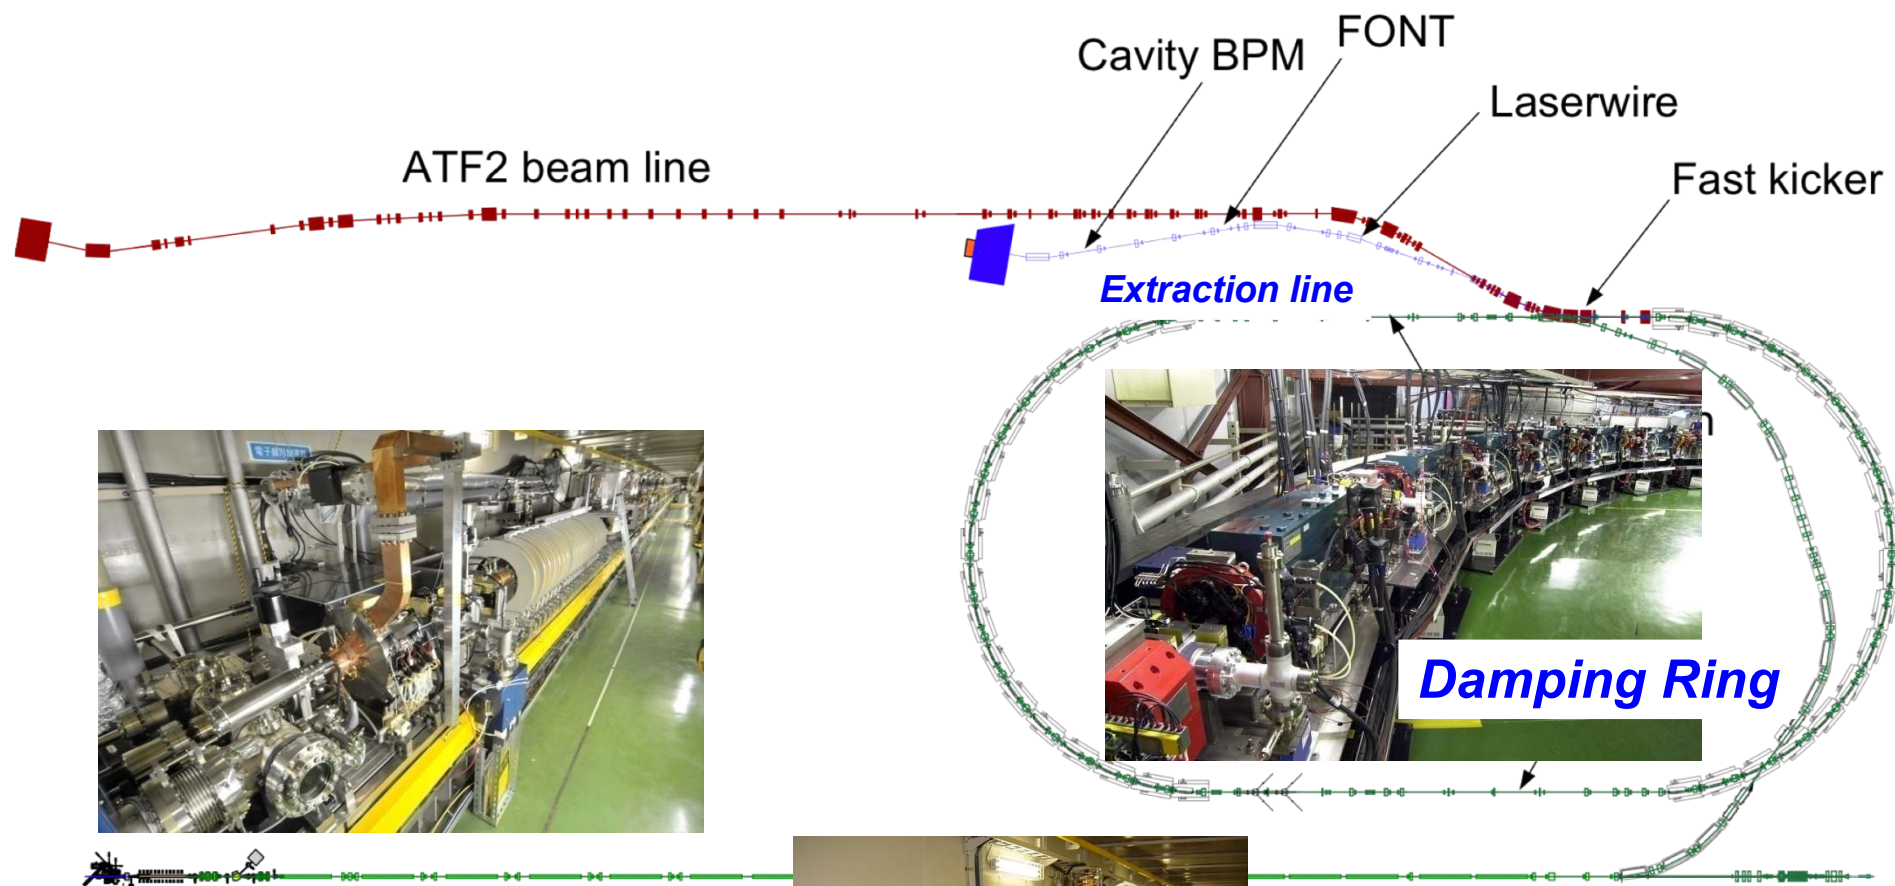 FONT
Cavity BPM
Laserwire
ATF2 beam line
Fast kicker
Extraction line
Damping Ring